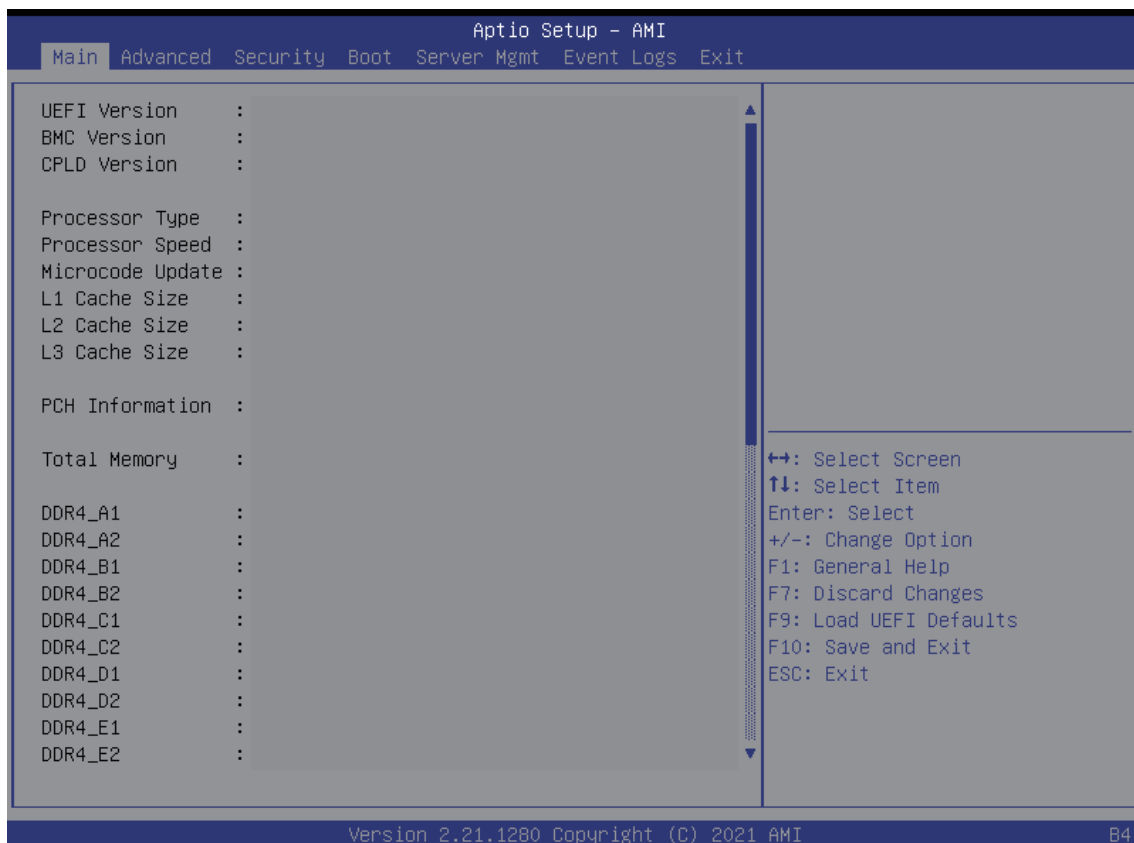 Aptio Setup - AMI
Main Advanced Security Boot Server Mgmt Event Logs Exit
UEFI Version :
BMC Version :
CPLD Version :
Processor Type :
Processor Speed :
Microcode Update :
L1 Cache Size :
L2 Cache Size :
L3 Cache Size :
PCH Information :
Total Memory :
DDR4_A1 :
DDR4_A2 :
DDR4_B1 :
DDR4_B2 :
DDR4_C1 :
DDR4_C2 :
DDR4_D1 :
DDR4_D2 :
DDR4_E1 :
DDR4_E2 :
↔: Select Screen
↑↓: Select Item
Enter: Select
+/-: Change Option
F1: General Help
F7: Discard Changes
F9: Load UEFI Defaults
F10: Save and Exit
ESC: Exit
Version 2.21.1280 Copyright (C) 2021 AMI
B4